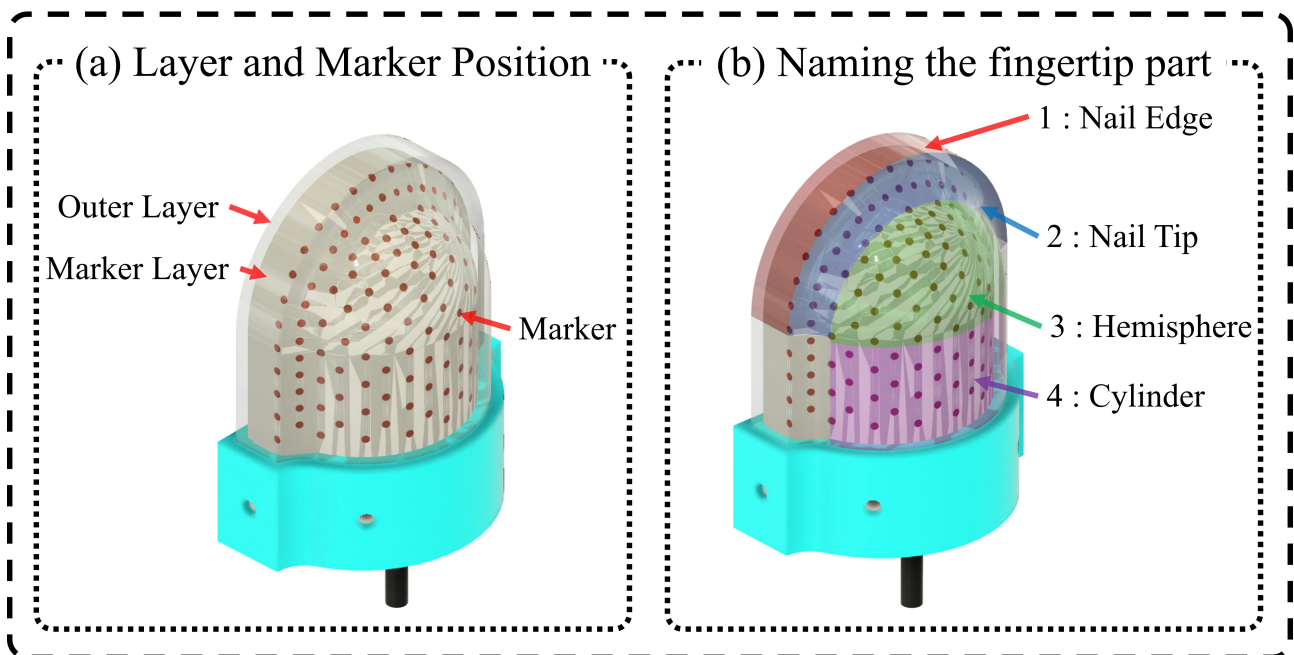 (a) Layer and Marker Position
Outer Layer
Marker Layer
Marker
(b) Naming the fingertip part
1 : Nail Edge
2 : Nail Tip
3 : Hemisphere
4 : Cylinder